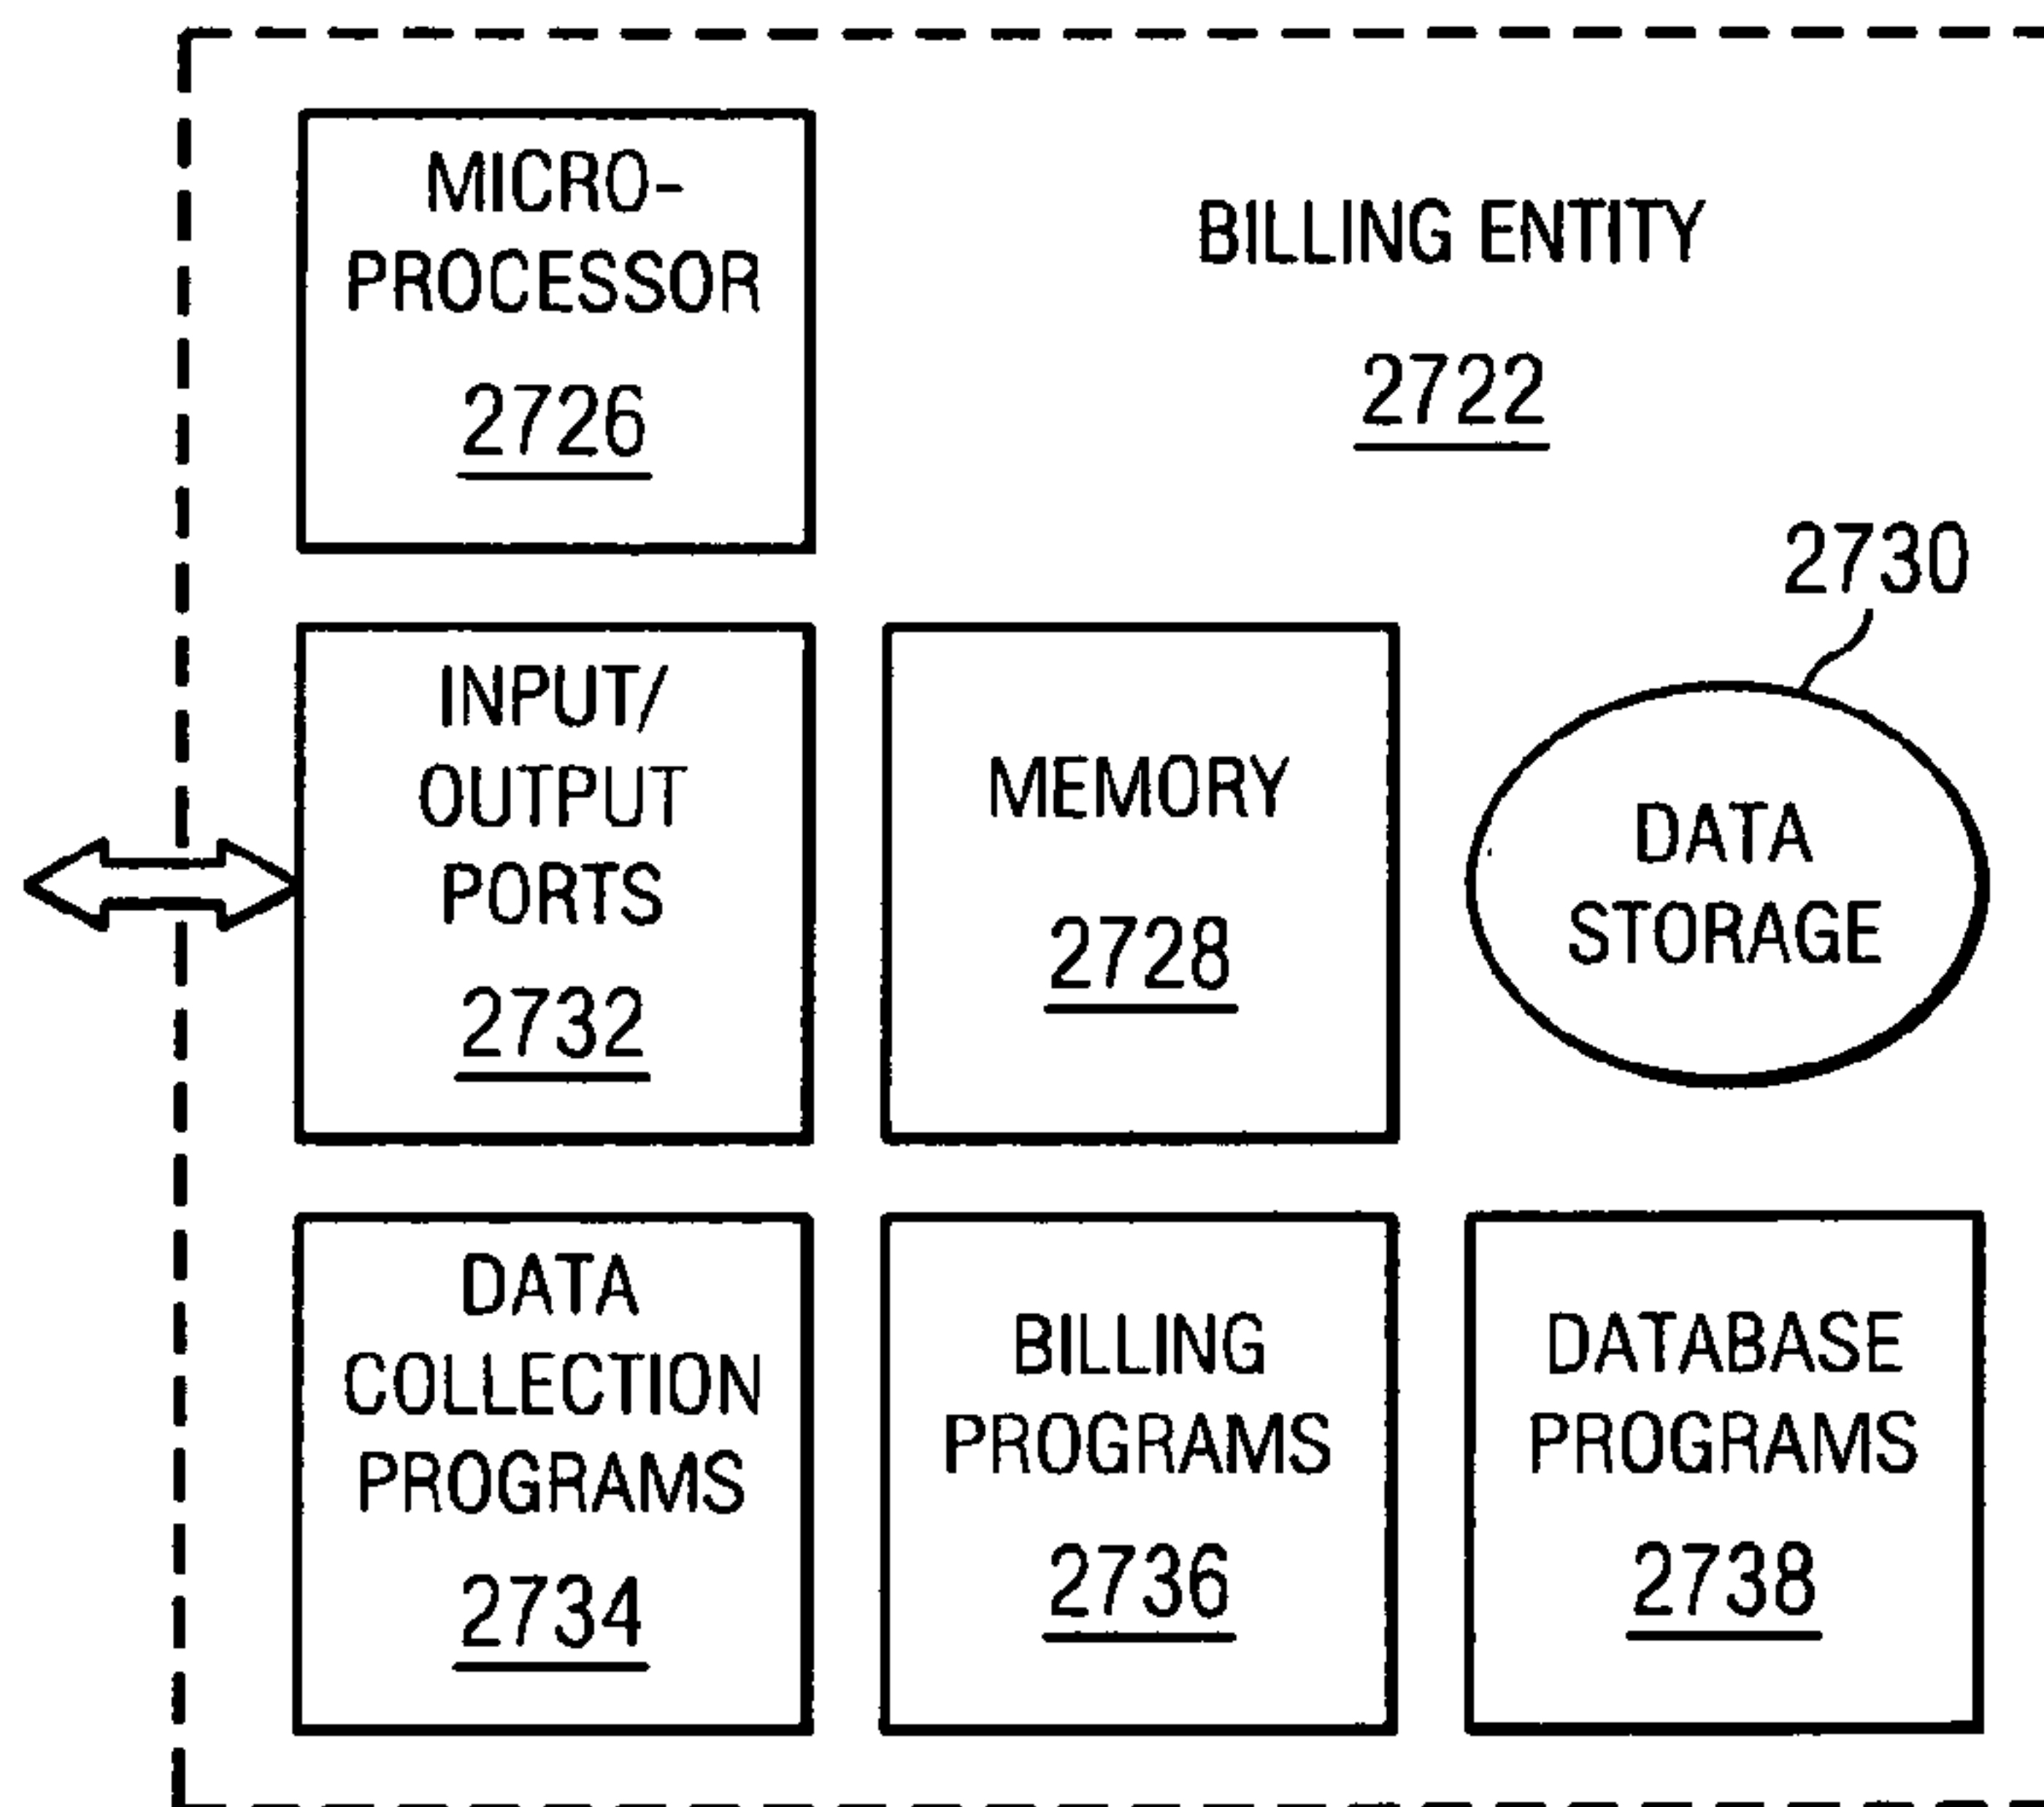 MICRO-
PROCESSOR
2726
BILLING ENTITY
2722
2730
INPUT/
OUTPUT
PORTS
2732
MEMORY
2728
DATA
STORAGE
DATA
COLLECTION
PROGRAMS
2734
BILLING
PROGRAMS
2736
DATABASE
PROGRAMS
2738